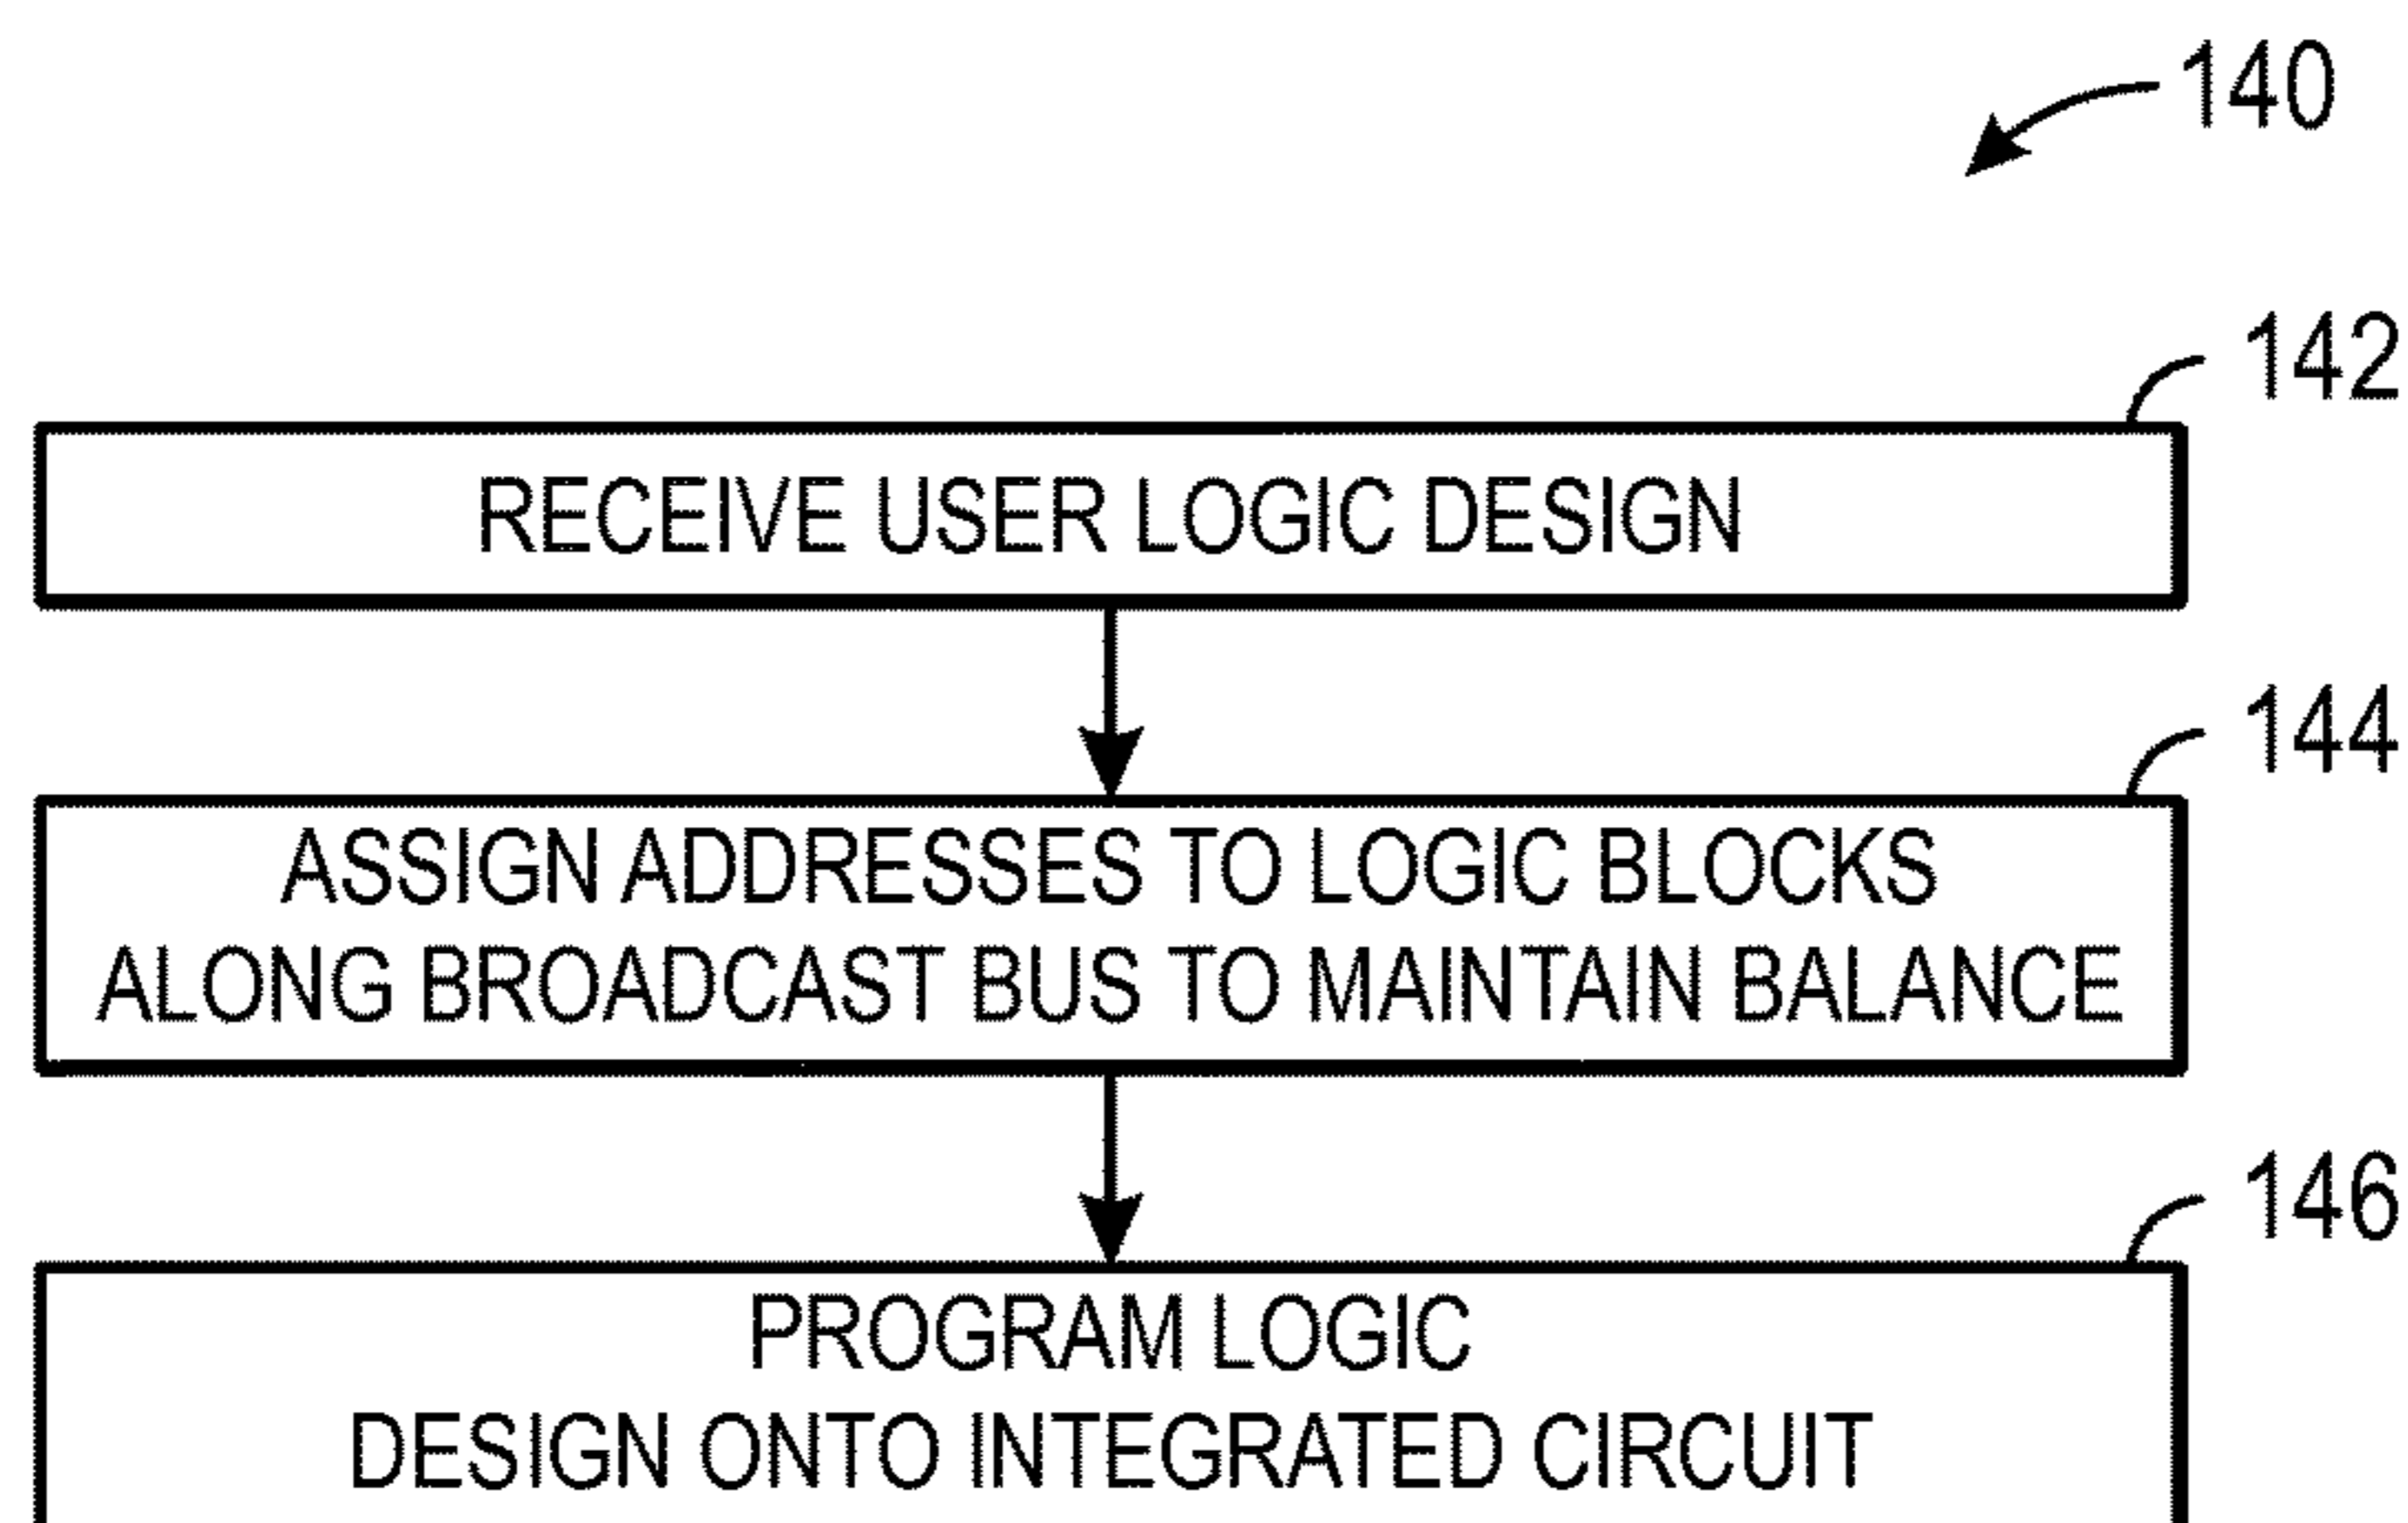 140
142
RECEIVE USER LOGIC DESIGN
144
ASSIGN ADDRESSES TO LOGIC BLOCKS
ALONG BROADCAST BUS TO MAINTAIN BALANCE
146
PROGRAM LOGIC
DESIGN ONTO INTEGRATED CIRCUIT